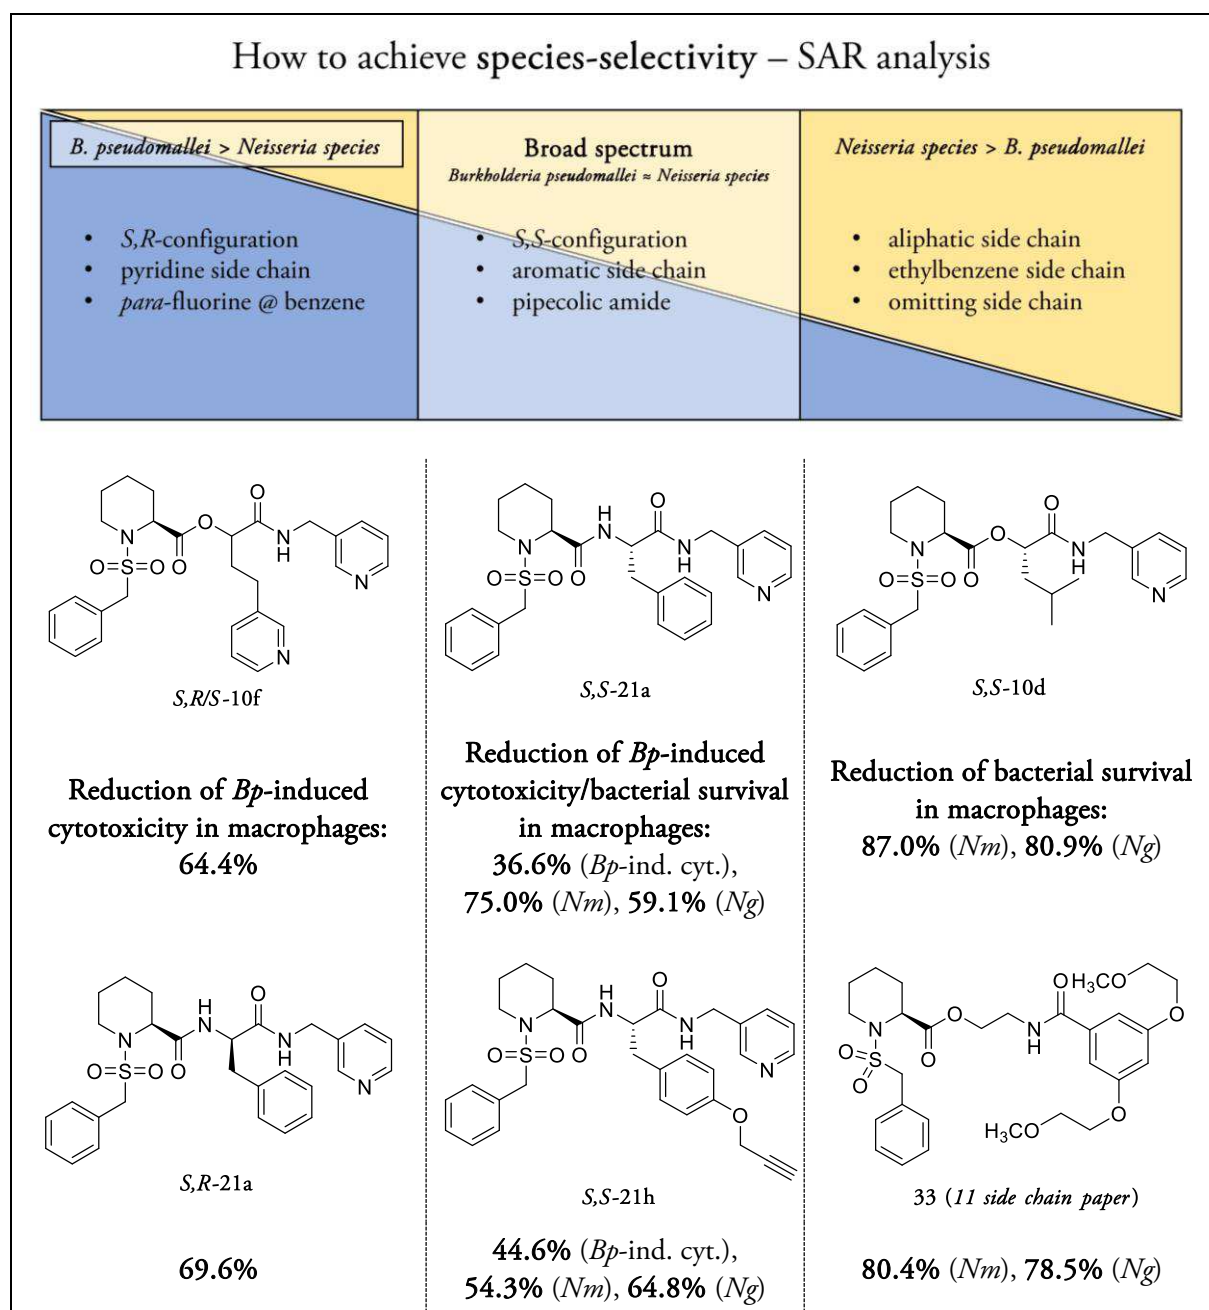 How to achieve species-selectivity – SAR analysis
B. pseudomallei > Neisseria species
• S,R-configuration
• pyridine side chain
• para-fluorine @ benzene
Broad spectrum
Burkholderia pseudomallei ≈ Neisseria species
• S,S-configuration
• aromatic side chain
• pipecolic amide
Neisseria species > B. pseudomallei
• aliphatic side chain
• ethylbenzene side chain
• omitting side chain
O
O
N
H
N
O
O=S=O
N
N
S,R/S-10f
H
N
O
N
H
N
O
O=S=O
N
S,S-21a
O
O
N
H
N
O
O=S=O
N
S,S-10d
Reduction of Bp-induced
cytotoxicity in macrophages:
64.4%
Reduction of Bp-induced
cytotoxicity/bacterial survival
in macrophages:
36.6% (Bp-ind. cyt.),
75.0% (Nm), 59.1% (Ng)
Reduction of bacterial survival
in macrophages:
87.0% (Nm), 80.9% (Ng)
H
N
O
N
H
N
O
O=S=O
N
S,R-21a
H
N
O
N
H
N
O
O=S=O
N
O
S,S-21h
O
H3CO
O
O
N
H
N
O
O
S
O
O
H3CO
33 (11 side chain paper)
69.6%
44.6% (Bp-ind. cyt.),
54.3% (Nm), 64.8% (Ng)
80.4% (Nm), 78.5% (Ng)